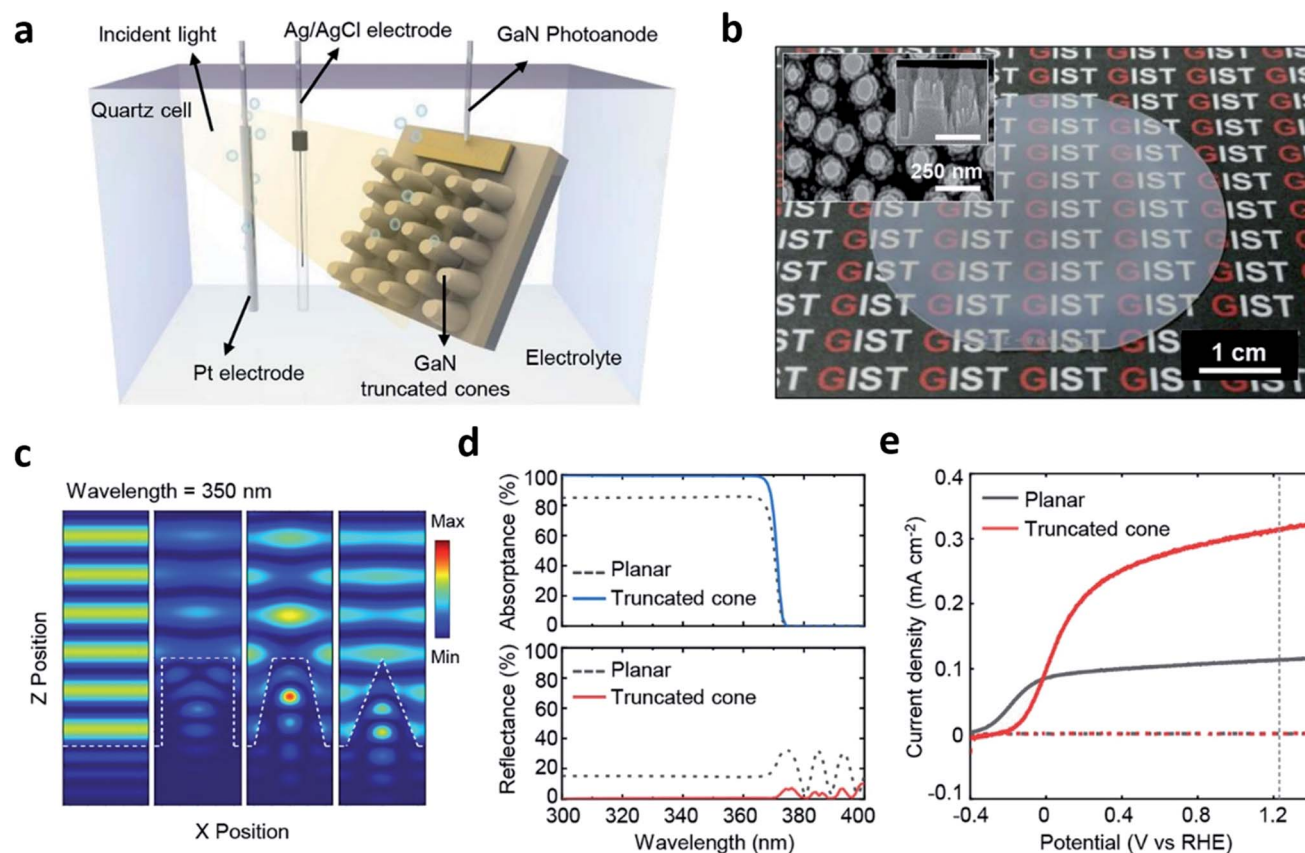 a
Incident light
Ag/AgCl electrode
GaN Photoanode
Quartz cell
Pt electrode
GaN
truncated cones
Electrolyte
b
250 nm
GIST GIST GIST GIST
1 cm
c
Wavelength = 350 nm
Max
Min
Z Position
X Position
d
Absorptance (%)
100
80
60
40
20
0
Planar
Truncated cone
Reflectance (%)
100
80
60
40
20
0
Planar
Truncated cone
300
320
340
360
380
400
Wavelength (nm)
e
Current density (mA cm-2)
0.4
0.3
0.2
0.1
0
-0.1
Planar
Truncated cone
-0.4
0
0.4
0.8
1.2
Potential (V vs RHE)